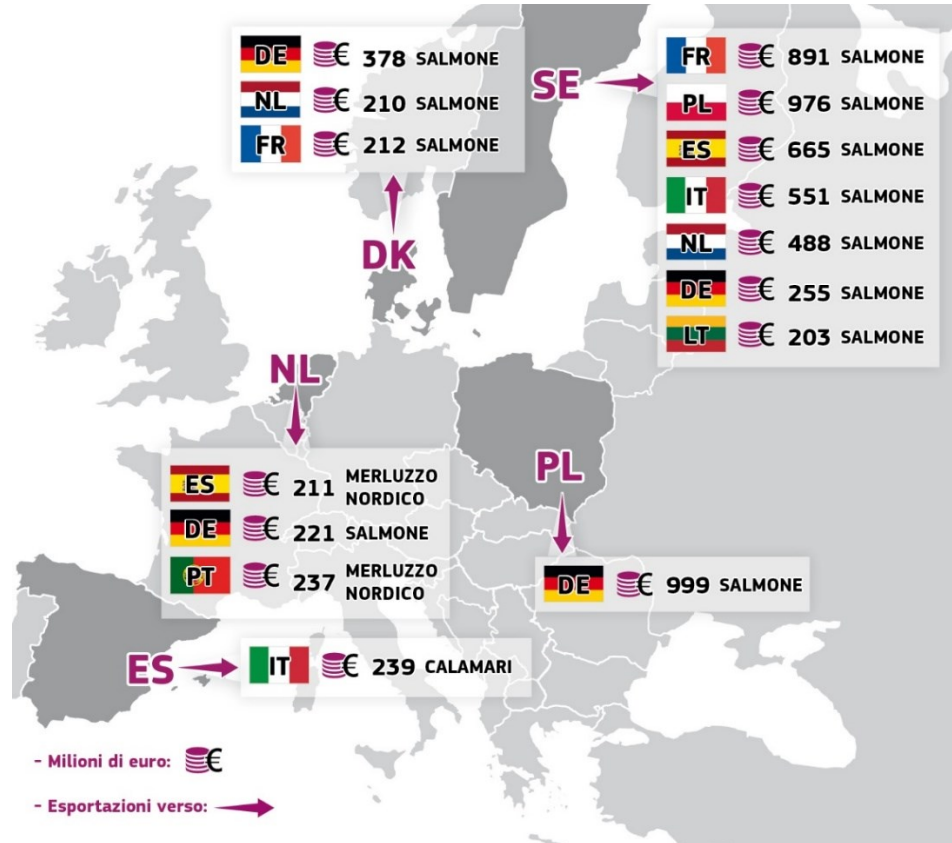 DE € 378 SALMONE
NL € 210 SALMONE
FR € 212 SALMONE
DK
SE
FR € 891 SALMONE
PL € 976 SALMONE
ES € 665 SALMONE
IT € 551 SALMONE
NL € 488 SALMONE
DE € 255 SALMONE
LT € 203 SALMONE
NL
ES € 211 MERLUZZO
NORDICO
DE € 221 SALMONE
PT € 237 MERLUZZO
NORDICO
PL
DE € 999 SALMONE
ES
IT € 239 CALAMARI
- Milioni di euro: €
- Esportazioni verso: